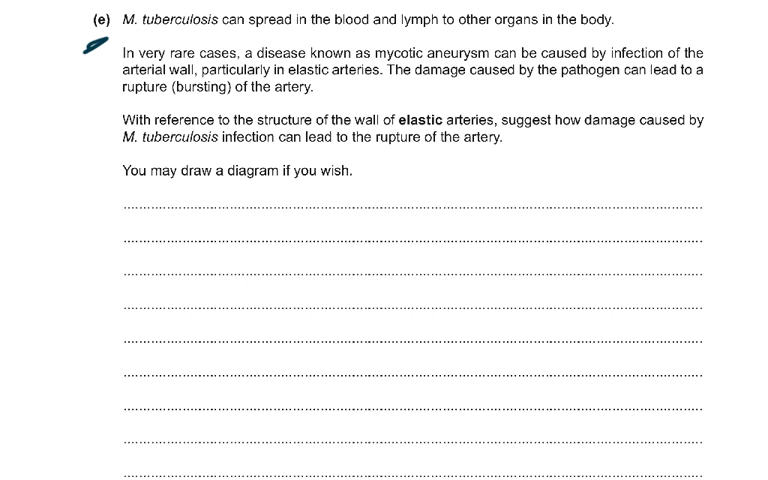 (e) M. tuberculosis can spread in the blood and lymph to other organs in the body.
In very rare cases, a disease known as mycotic aneurysm can be caused by infection of the
arterial wall, particularly in elastic arteries. The damage caused by the pathogen can lead to a
rupture (bursting) of the artery.
With reference to the structure of the wall of elastic arteries, suggest how damage caused by
M. tuberculosis infection can lead to the rupture of the artery.
You may draw a diagram if you wish.